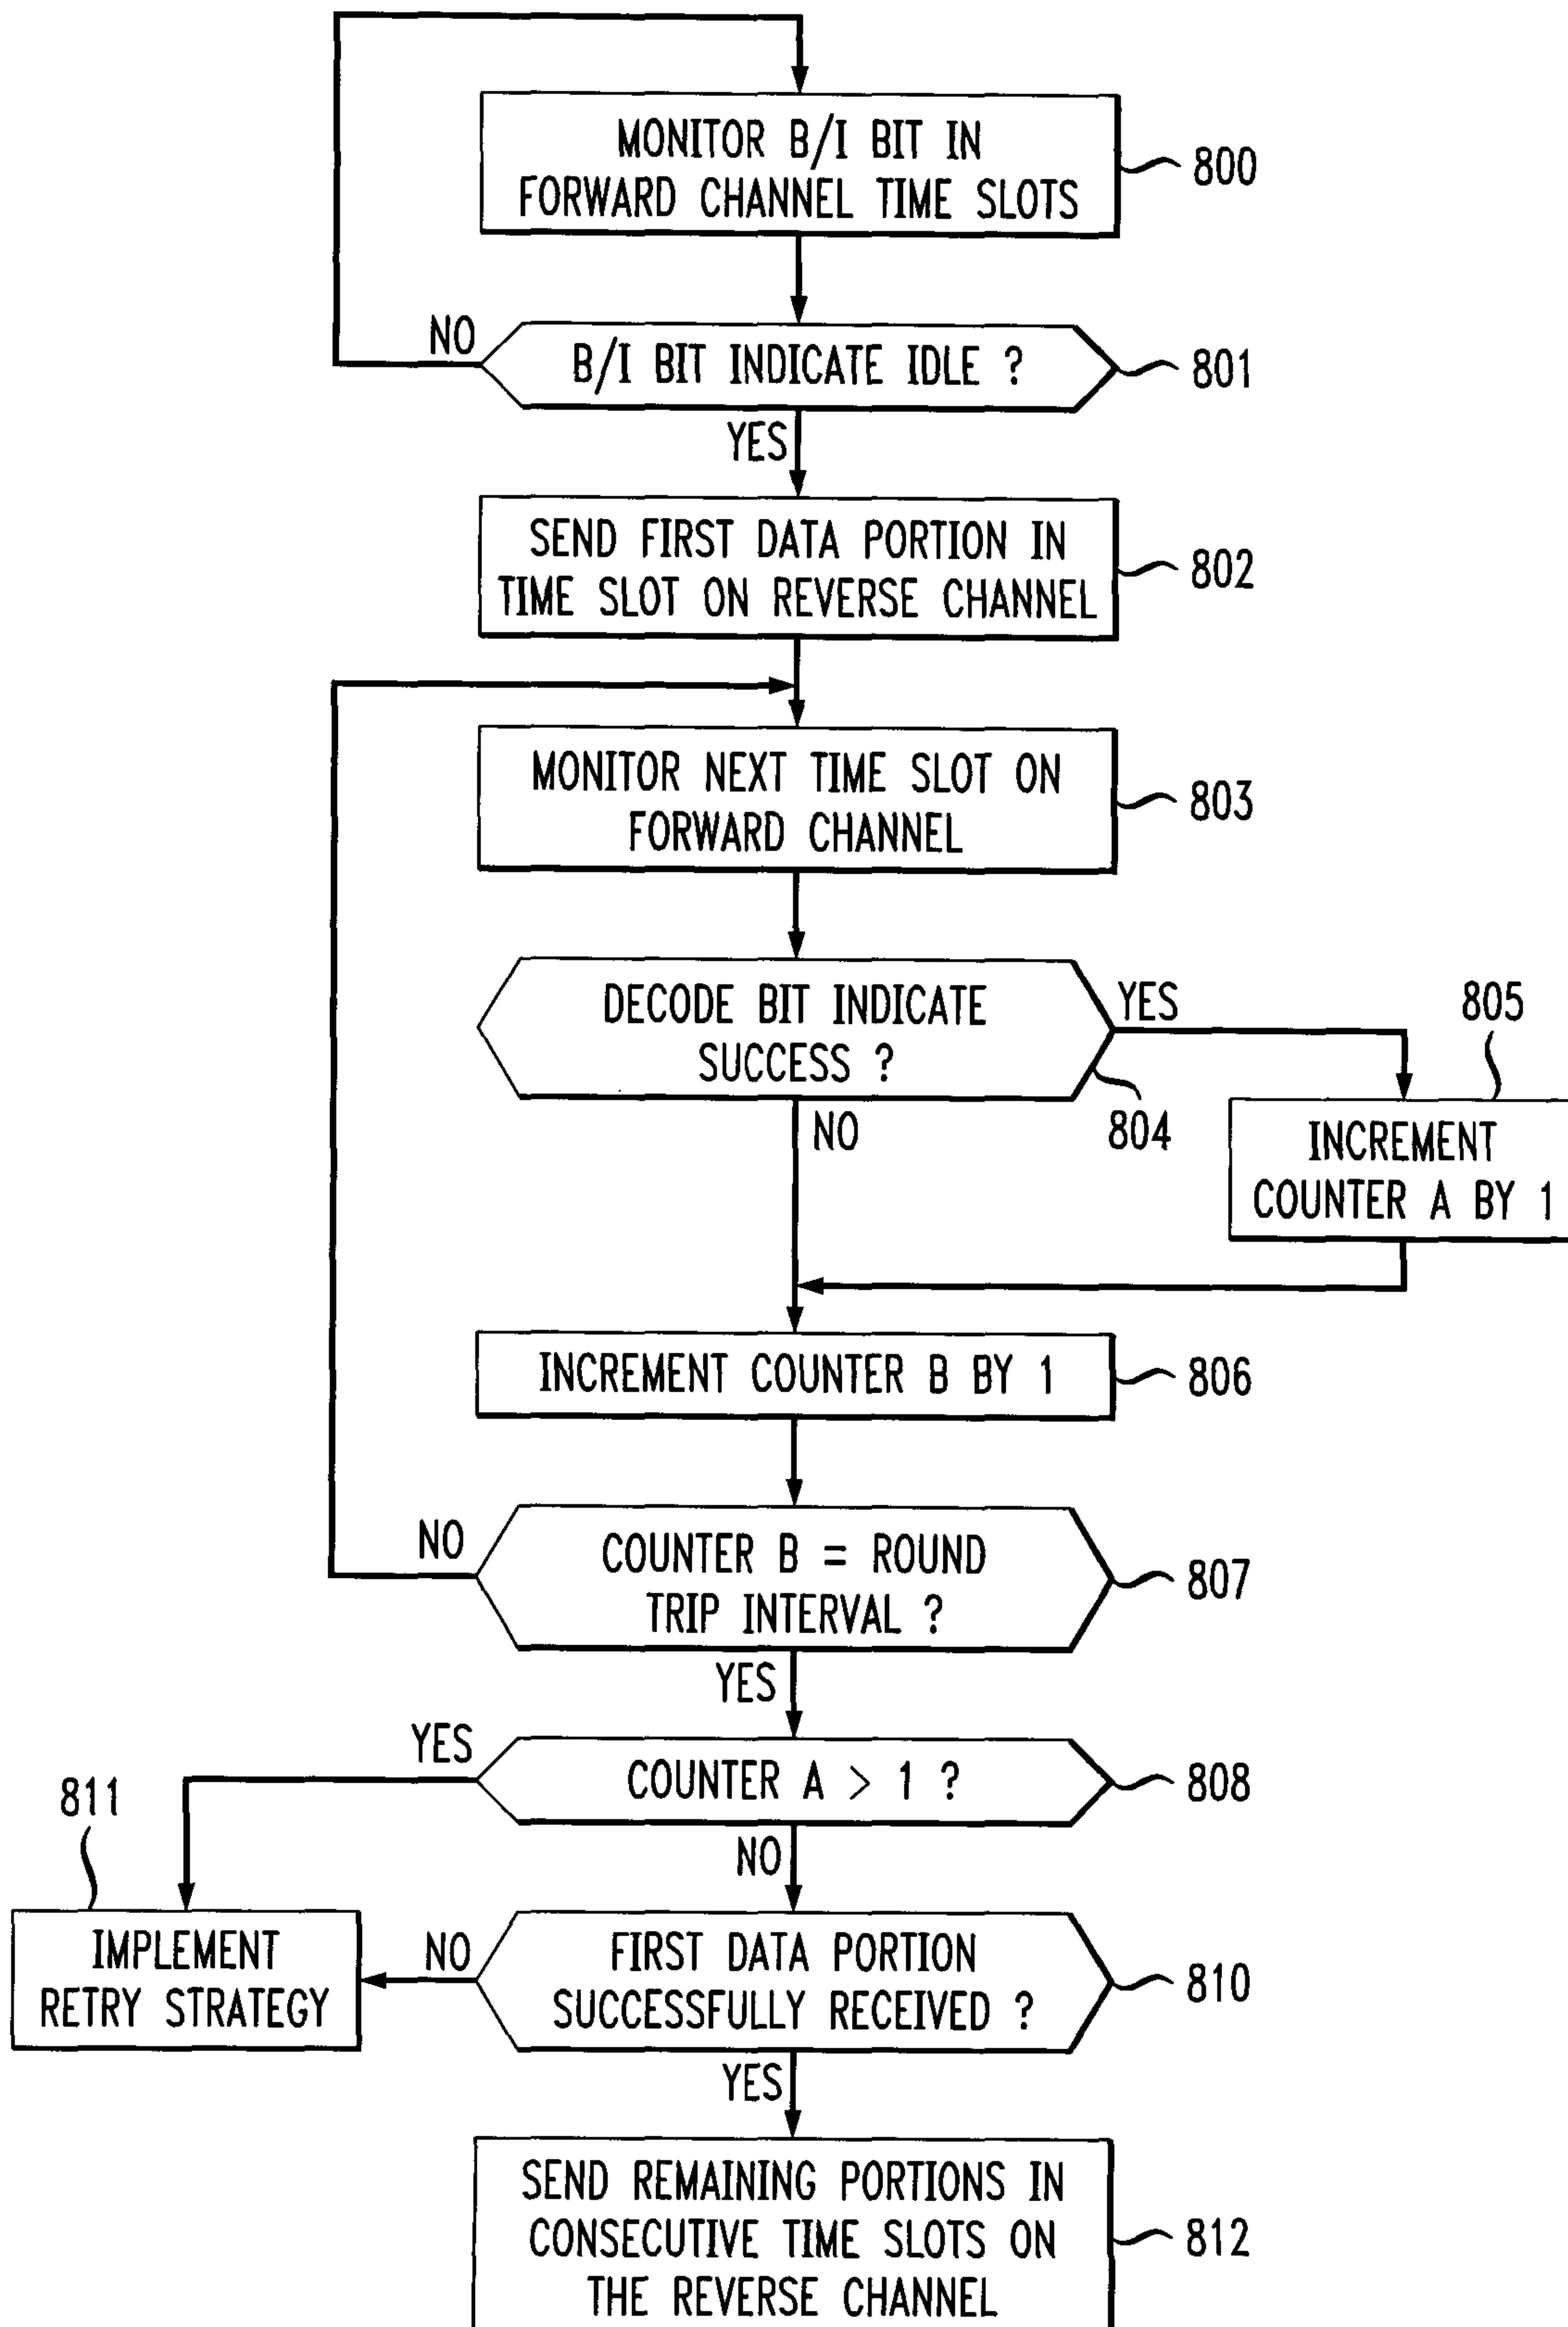 MONITOR B/I BIT IN
FORWARD CHANNEL TIME SLOTS
800
NO
B/I BIT INDICATE IDLE ?
801
YES
SEND FIRST DATA PORTION IN
TIME SLOT ON REVERSE CHANNEL
802
MONITOR NEXT TIME SLOT ON
FORWARD CHANNEL
803
DECODE BIT INDICATE
SUCCESS ?
YES
804
NO
805
INCREMENT
COUNTER A BY 1
INCREMENT COUNTER B BY 1
806
NO
COUNTER B = ROUND
TRIP INTERVAL ?
807
YES
YES
COUNTER A > 1 ?
808
811
NO
IMPLEMENT
RETRY STRATEGY
NO
FIRST DATA PORTION
SUCCESSFULLY RECEIVED ?
810
YES
SEND REMAINING PORTIONS IN
CONSECUTIVE TIME SLOTS ON
THE REVERSE CHANNEL
812